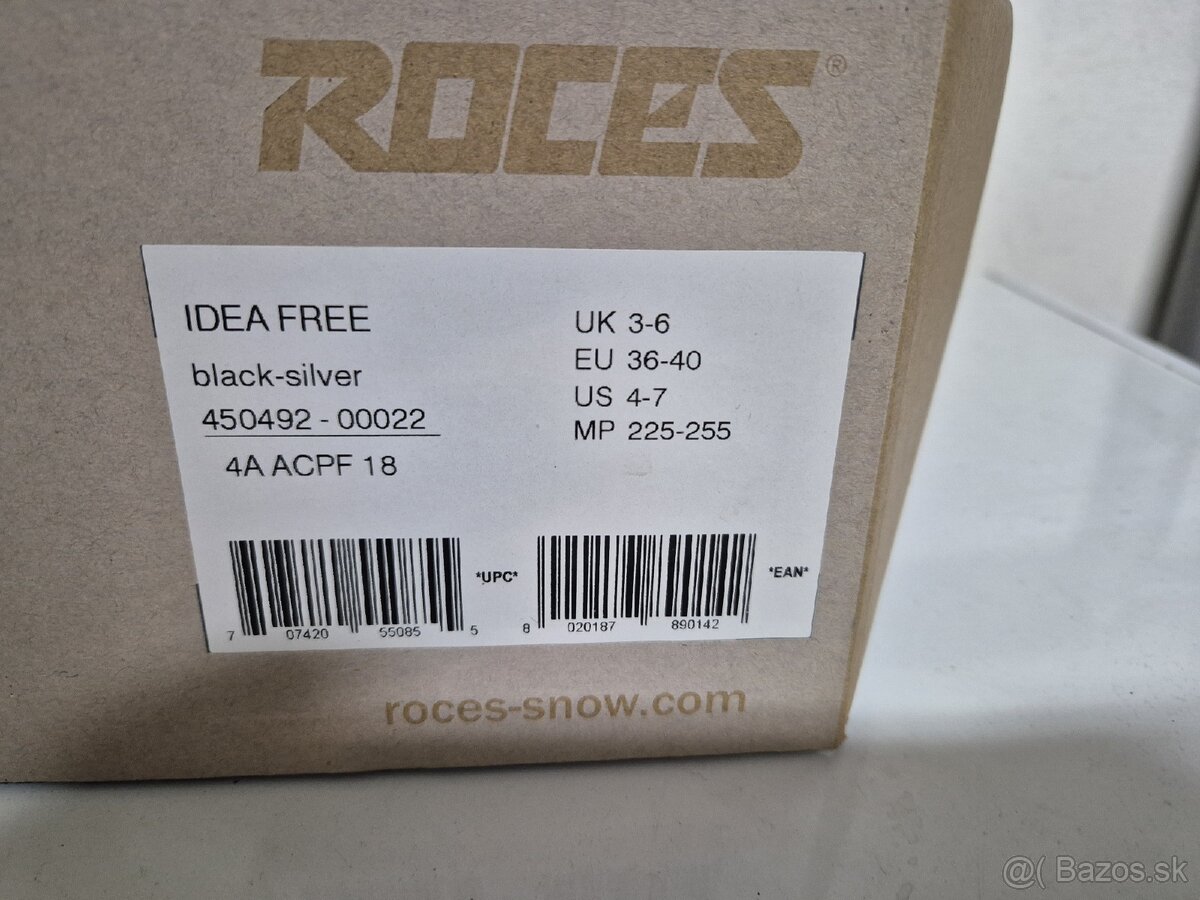 ROCES®
IDEA FREE
black-silver
450492 - 00022
4A ACPF 18
UK 3-6
EU 36-40
US 4-7
MP 225-255
*UPC*
7 07420 55085 5
*EAN*
8 020187 890142
roces-snow.com
@( Bazos.sk